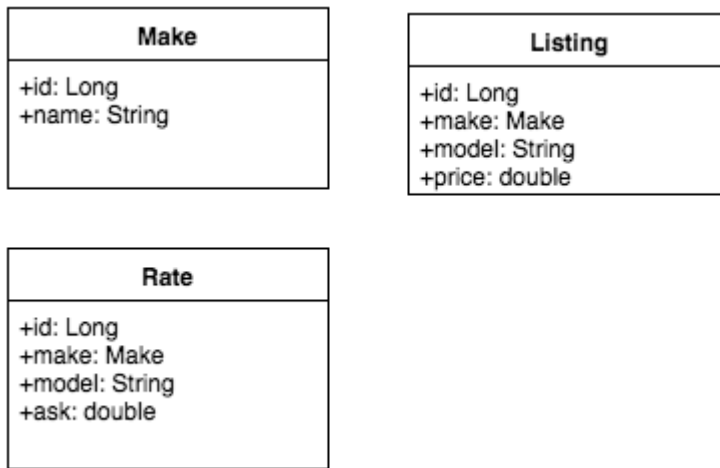 Make
+id: Long
+name: String
Listing
+id: Long
+make: Make
+model: String
+price: double
Rate
+id: Long
+make: Make
+model: String
+ask: double